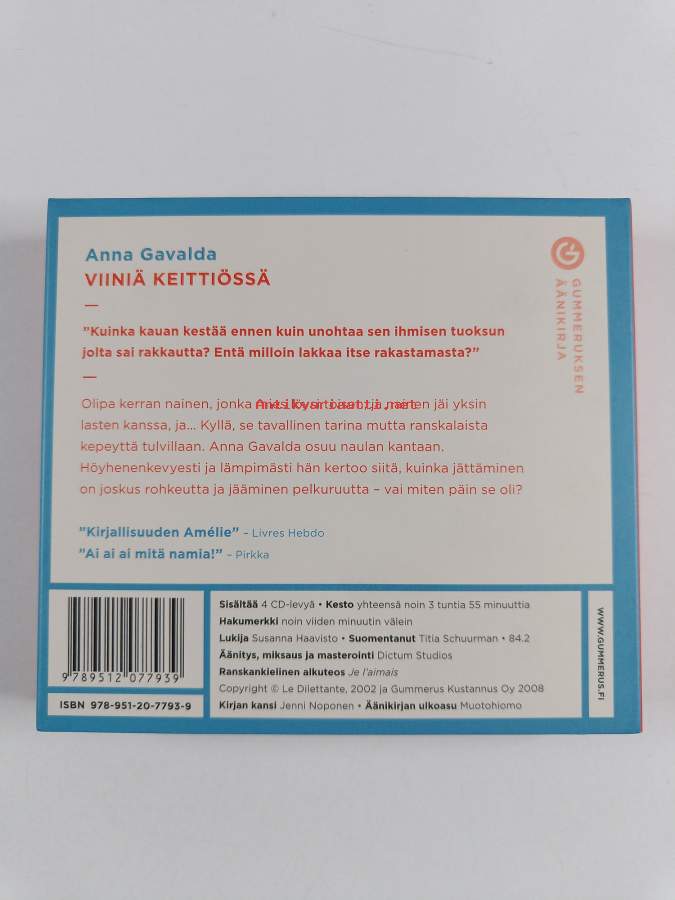 Anna Gavalda
VIINIÄ KEITTIÖSSÄ
—
”Kuinka kauan kestää ennen kuin unohtaa sen ihmisen tuoksun
jolta sai rakkautta? Entä milloin lakkaa itse rakastamasta?”
—
Olipa kerran nainen, jonka mies löysi toisen, ja nainen jäi yksin
lasten kanssa, ja... Kyllä, se tavallinen tarina mutta ranskalaista
kepeyttä tulvillaan. Anna Gavalda osuu naulan kantaan.
Höyhenenkevyesti ja lämpimästi hän kertoo siitä, kuinka jättäminen
on joskus rohkeutta ja jääminen pelkuruutta – vai miten päin se oli?
”Kirjallisuuden Amélie” – Livres Hebdo
”Ai ai ai mitä namia!” – Pirkka
GUMMERUKSEN
ÄÄNIKIRJA
9 789512 077939
ISBN 978-951-20-7793-9
Sisältää 4 CD-levyä • Kesto yhteensä noin 3 tuntia 55 minuuttia
Hakumerkki noin viiden minuutin välein
Lukija Susanna Haavisto • Suomentanut Titia Schuurman • 84.2
Äänitys, miksaus ja masterointi Dictum Studios
Ranskankielinen alkuteos Je l’aimais
Copyright © Le Dilettante, 2002 ja Gummerus Kustannus Oy 2008
Kirjan kansi Jenni Noponen • Äänikirjan ulkoasu Muotohiomo
WWW.GUMMERUS.FI